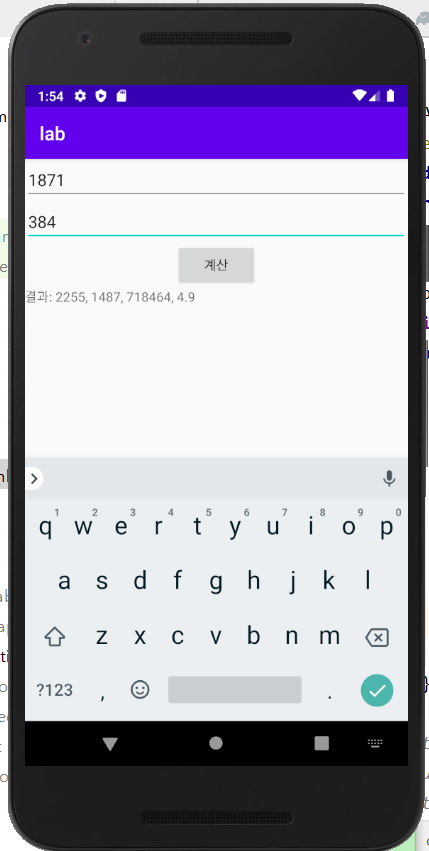 1:54
lab
1871
384
계산
결과: 2255, 1487, 718464, 4.9
1 2 3 4 5 6 7 8 9 0
q w e r t y u i o p
a s d f g h j k l
z x c v b n m
?123 , .